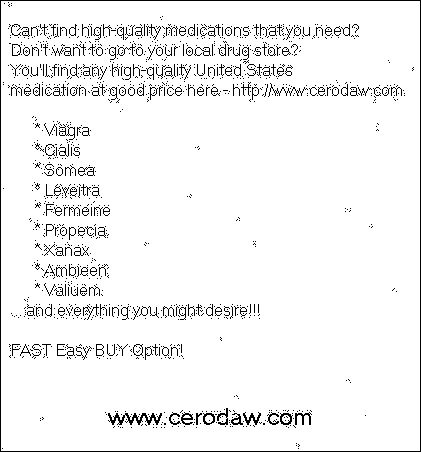 Can't find high-quality medications that you need?
Don't want to go to your local drug store?
You'll find any high-quality United States
medication at good price here - http://www.cerodaw.com
* Viagra
* Cialis
* Somea
* Leveitra
* Fermeine
* Propecia
* Xanax
* Ambieen
* Valiuem
... and everything you might desire!!!
FAST Easy BUY Option!
www.cerodaw.com